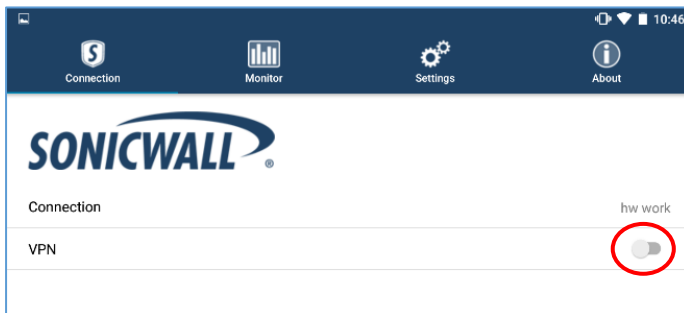 10:46
Connection
Monitor
Settings
About
SONICWALL®
Connection hw work
VPN